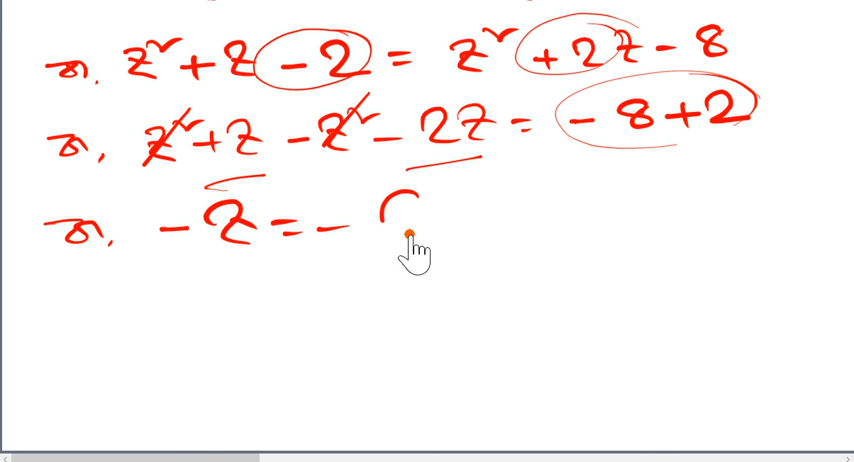 বা, z² + z - 2 = z² + 2z - 8
বা, z² + z - z² - 2z = - 8 + 2
বা, - z = -